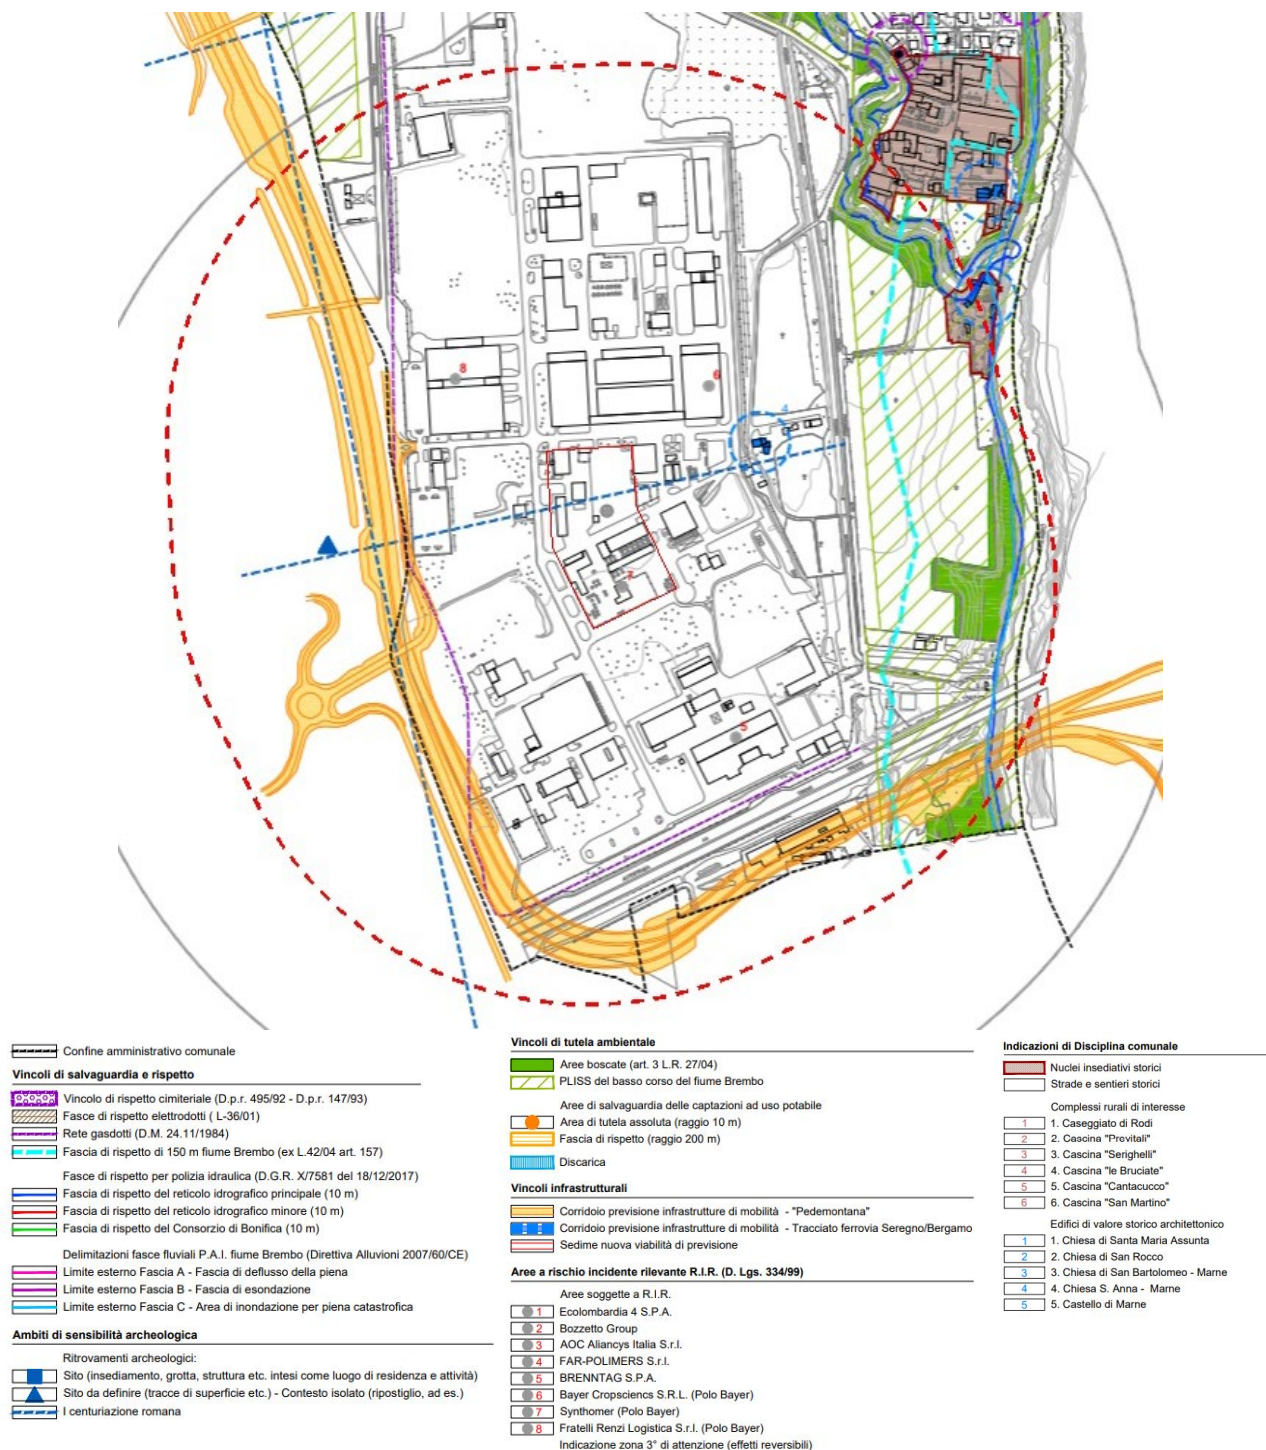 8
6
4
7
5
Confine amministrativo comunale
Vincoli di salvaguardia e rispetto
Vincolo di rispetto cimiteriale (D.p.r. 495/92 - D.p.r. 147/93)
Fasce di rispetto elettrodotti ( L-36/01)
Rete gasdotti (D.M. 24.11/1984)
Fascia di rispetto di 150 m fiume Brembo (ex L.42/04 art. 157)
Fasce di rispetto per polizia idraulica (D.G.R. X/7581 del 18/12/2017)
Fascia di rispetto del reticolo idrografico principale (10 m)
Fascia di rispetto del reticolo idrografico minore (10 m)
Fascia di rispetto del Consorzio di Bonifica (10 m)
Delimitazioni fasce fluviali P.A.I. fiume Brembo (Direttiva Alluvioni 2007/60/CE)
Limite esterno Fascia A - Fascia di deflusso della piena
Limite esterno Fascia B - Fascia di esondazione
Limite esterno Fascia C - Area di inondazione per piena catastrofica
Ambiti di sensibilità archeologica
Ritrovamenti archeologici:
Sito (insediamento, grotta, struttura etc. intesi come luogo di residenza e attività)
Sito da definire (tracce di superficie etc.) - Contesto isolato (ripostiglio, ad es.)
I centuriazione romana
Vincoli di tutela ambientale
Aree boscate (art. 3 L.R. 27/04)
PLISS del basso corso del fiume Brembo
Aree di salvaguardia delle captazioni ad uso potabile
Area di tutela assoluta (raggio 10 m)
Fascia di rispetto (raggio 200 m)
Discarica
Vincoli infrastrutturali
Corridoio previsione infrastrutture di mobilità - "Pedemontana"
Corridoio previsione infrastrutture di mobilità - Tracciato ferrovia Seregno/Bergamo
Sedime nuova viabilità di previsione
Aree a rischio incidente rilevante R.I.R. (D. Lgs. 334/99)
Aree soggette a R.I.R.
1 Ecolombardia 4 S.P.A.
2 Bozzetto Group
3 AOC Aliancys Italia S.r.l.
4 FAR-POLIMERS S.r.l.
5 BRENNTAG S.P.A.
6 Bayer Cropsciencs S.R.L. (Polo Bayer)
7 Synthomer (Polo Bayer)
8 Fratelli Renzi Logistica S.r.l. (Polo Bayer)
Indicazione zona 3° di attenzione (effetti reversibili)
Indicazioni di Disciplina comunale
Nuclei insediativi storici
Strade e sentieri storici
Complessi rurali di interesse
1 1. Caseggiato di Rodi
2 2. Cascina "Previtali"
3 3. Cascina "Serighelli"
4 4. Cascina "le Bruciate"
5 5. Cascina "Cantacucco"
6 6. Cascina "San Martino"
Edifici di valore storico architettonico
1 1. Chiesa di Santa Maria Assunta
2 2. Chiesa di San Rocco
3 3. Chiesa di San Bartolomeo - Marne
4 4. Chiesa S. Anna - Marne
5 5. Castello di Marne